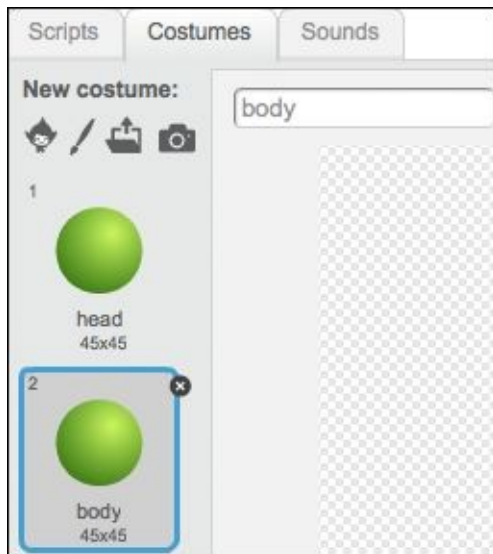 Scripts Costumes Sounds
New costume:
body
1
head
45x45
2
body
45x45